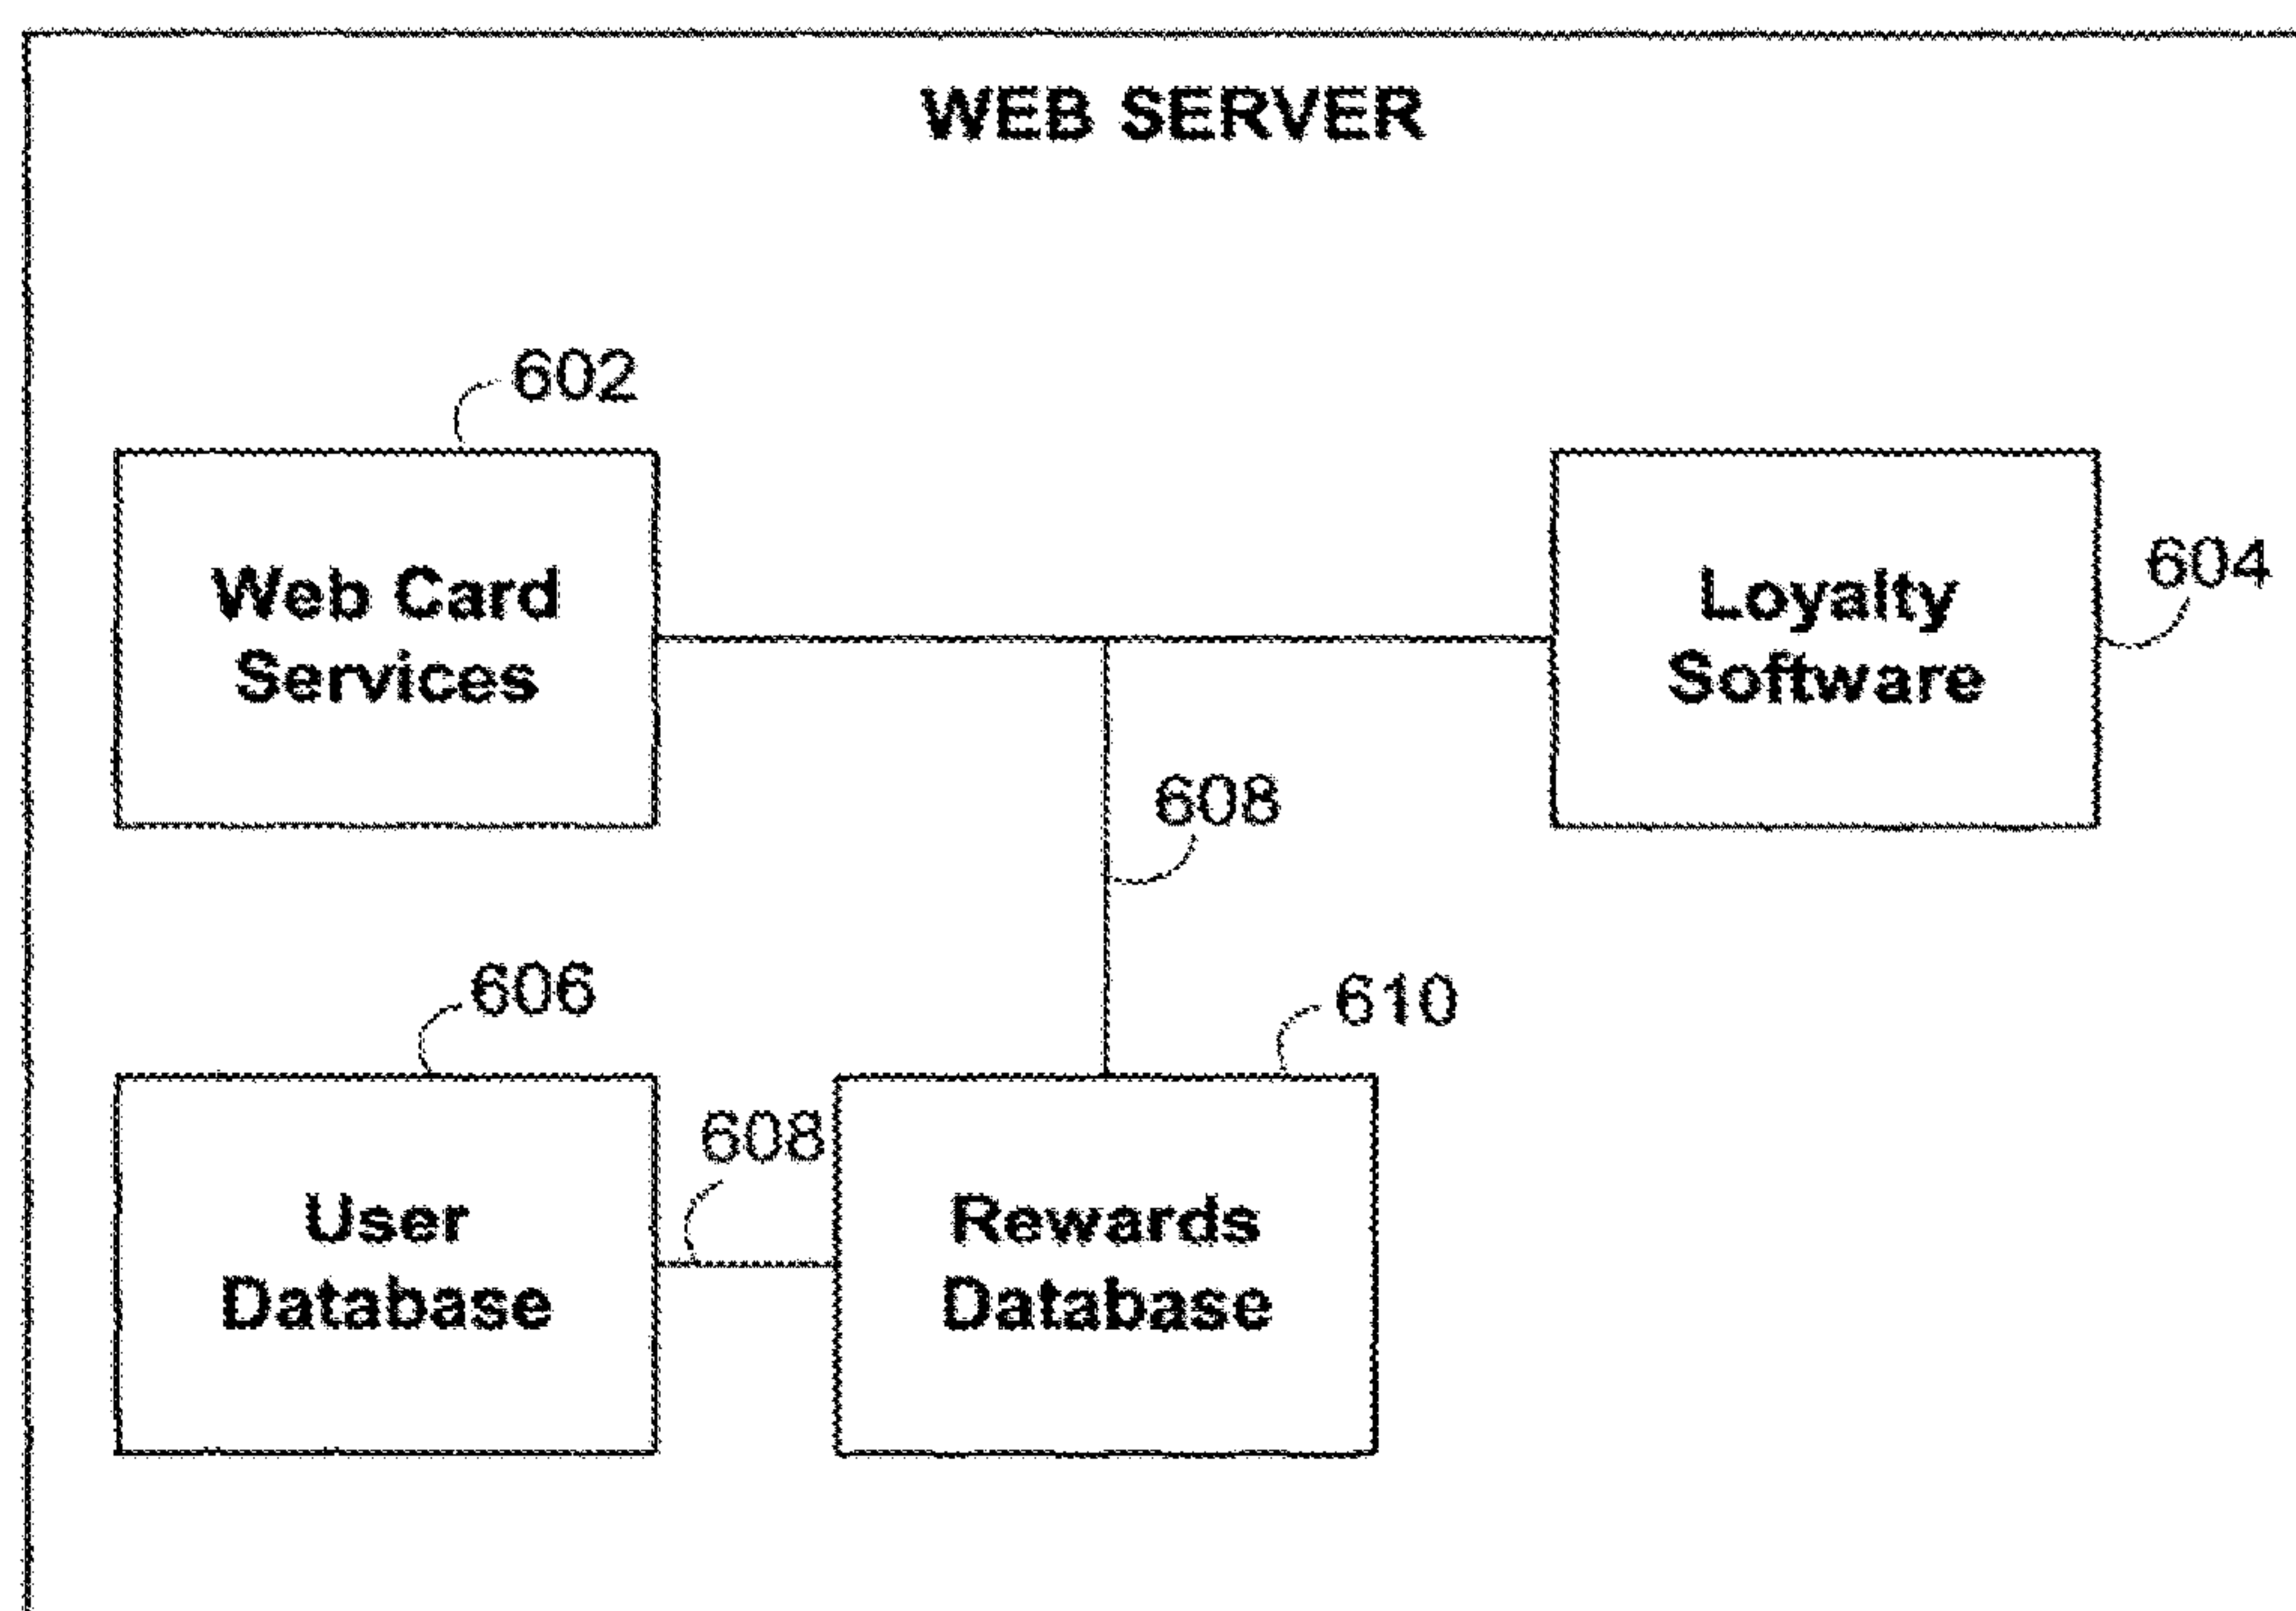 WEB SERVER
602
Web Card
Services
604
Loyalty
Software
608
606
User
Database
608
610
Rewards
Database